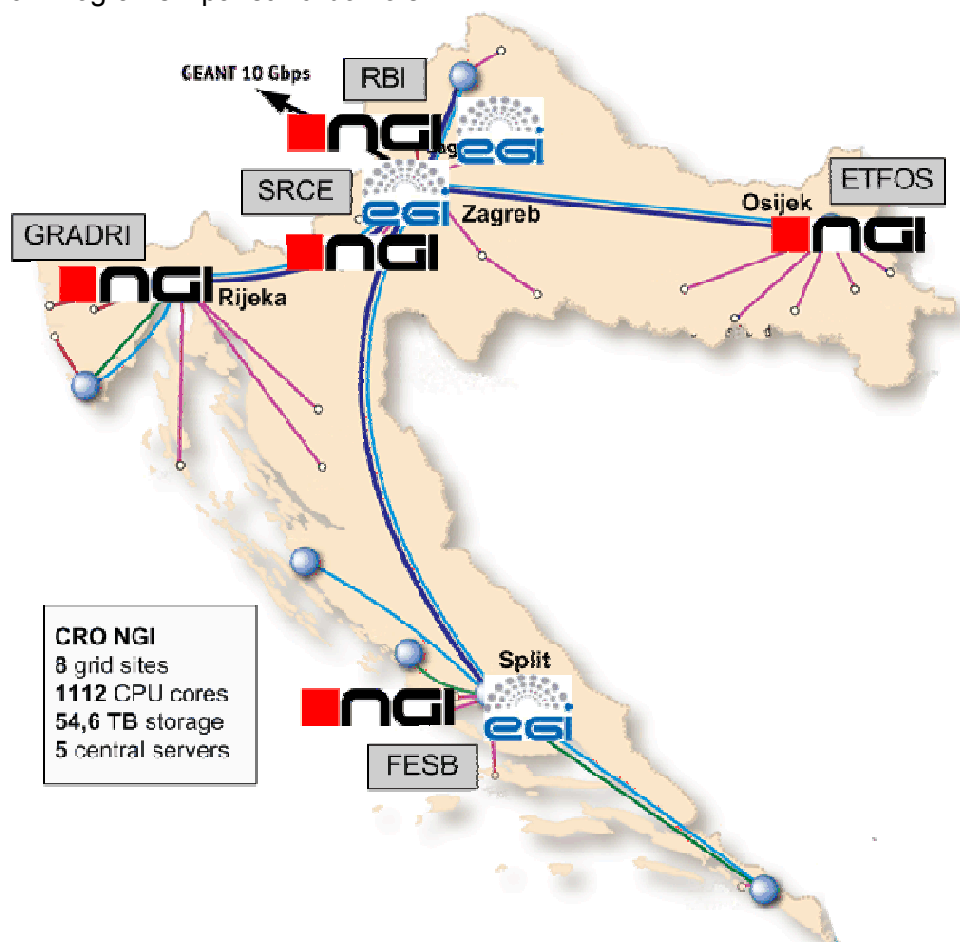 GEANT 10 Gbps
RBI
NGI
egi
SRCE
egi
Zagreb
NGI
ETFOS
Osijek
NGI
GRADRI
NGI
Rijeka
CRO NGI
8 grid sites
1112 CPU cores
54,6 TB storage
5 central servers
Split
NGI
egi
FESB